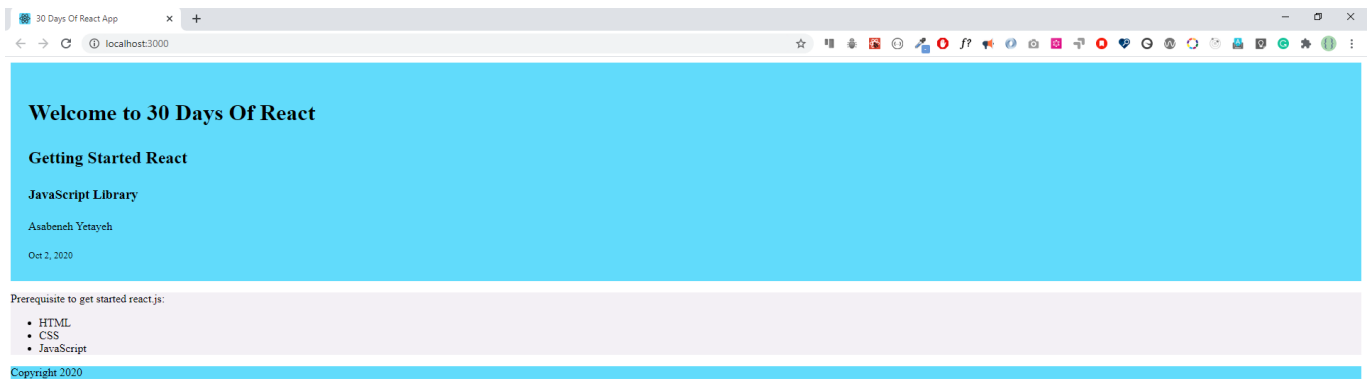 30 Days Of React App
localhost:3000
Welcome to 30 Days Of React
Getting Started React
JavaScript Library
Asabeneh Yetayeh
Oct 2, 2020
Prerequisite to get started react.js:
HTML
CSS
JavaScript
Copyright 2020